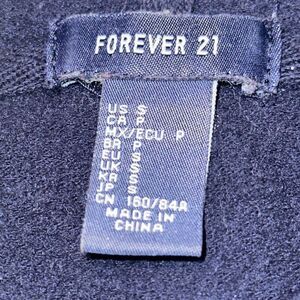 FOREVER 21
US S
CA P
MX/ECU P
BR P
EU S
UK S
KR S
JP S
CN 160/84A
MADE IN
CHINA